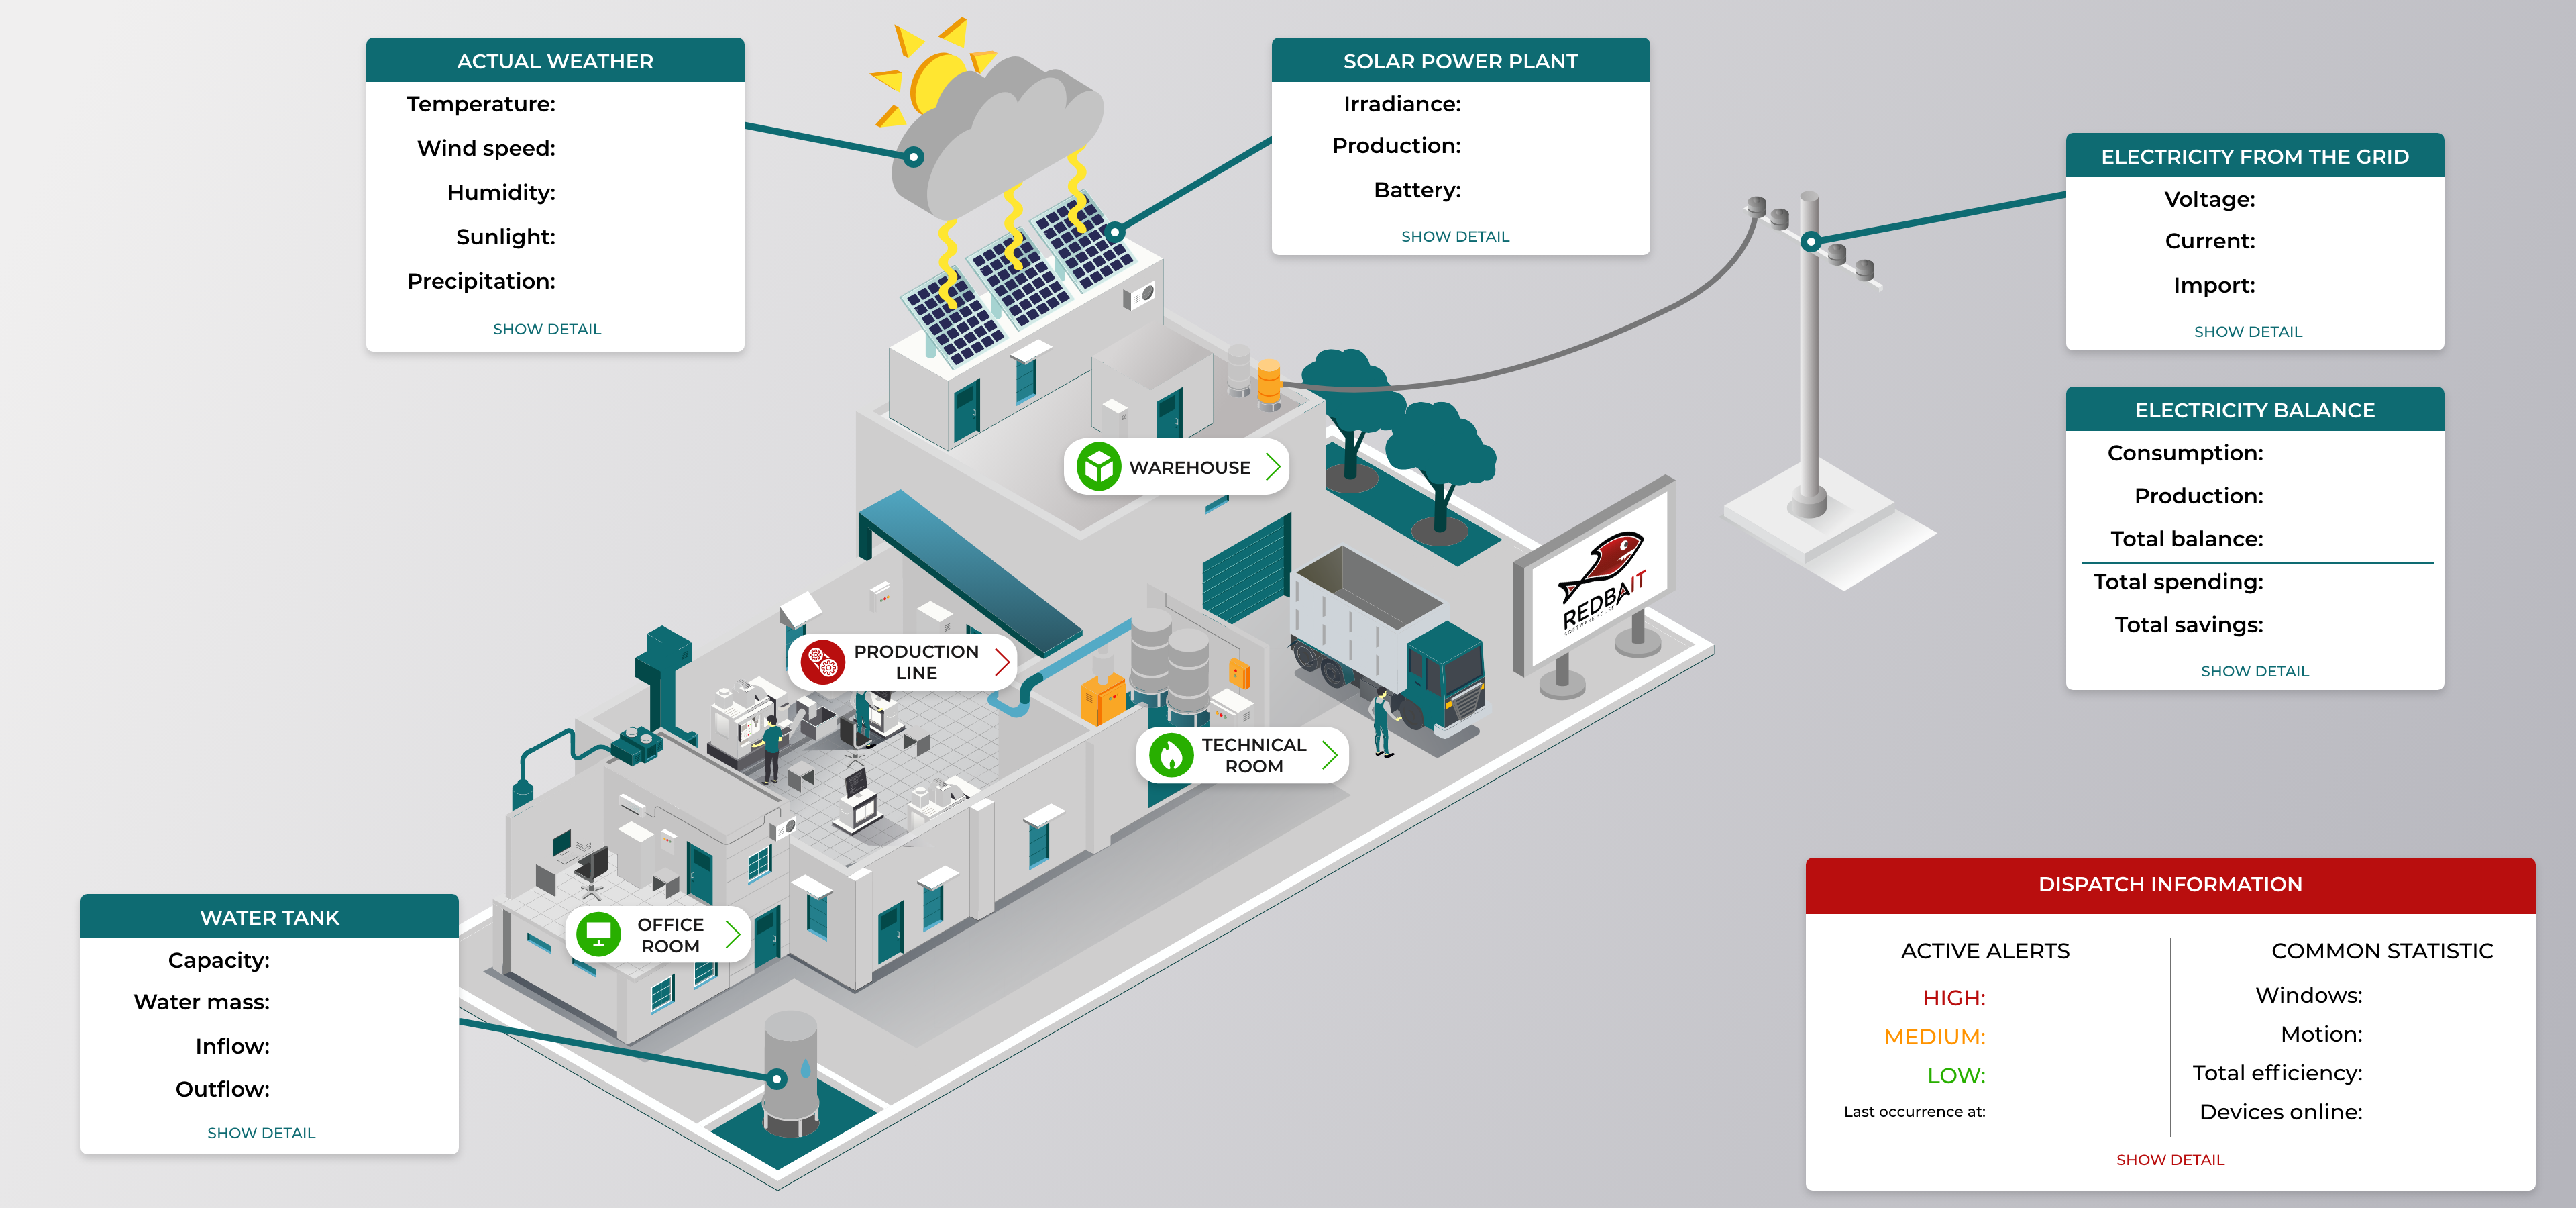 ACTUAL WEATHER
Temperature:
Wind speed:
Humidity:
Sunlight:
Precipitation:
SHOW DETAIL
SOLAR POWER PLANT
Irradiance:
Production:
Battery:
SHOW DETAIL
ELECTRICITY FROM THE GRID
Voltage:
Current:
Import:
SHOW DETAIL
ELECTRICITY BALANCE
Consumption:
Production:
Total balance:
Total spending:
Total savings:
SHOW DETAIL
WAREHOUSE
REDBAIT
SOFTWARE HOUSE
PRODUCTION
LINE
TECHNICAL
ROOM
OFFICE
ROOM
WATER TANK
Capacity:
Water mass:
Inflow:
Outflow:
SHOW DETAIL
DISPATCH INFORMATION
ACTIVE ALERTS
HIGH:
MEDIUM:
LOW:
Last occurrence at:
COMMON STATISTIC
Windows:
Motion:
Total efficiency:
Devices online:
SHOW DETAIL